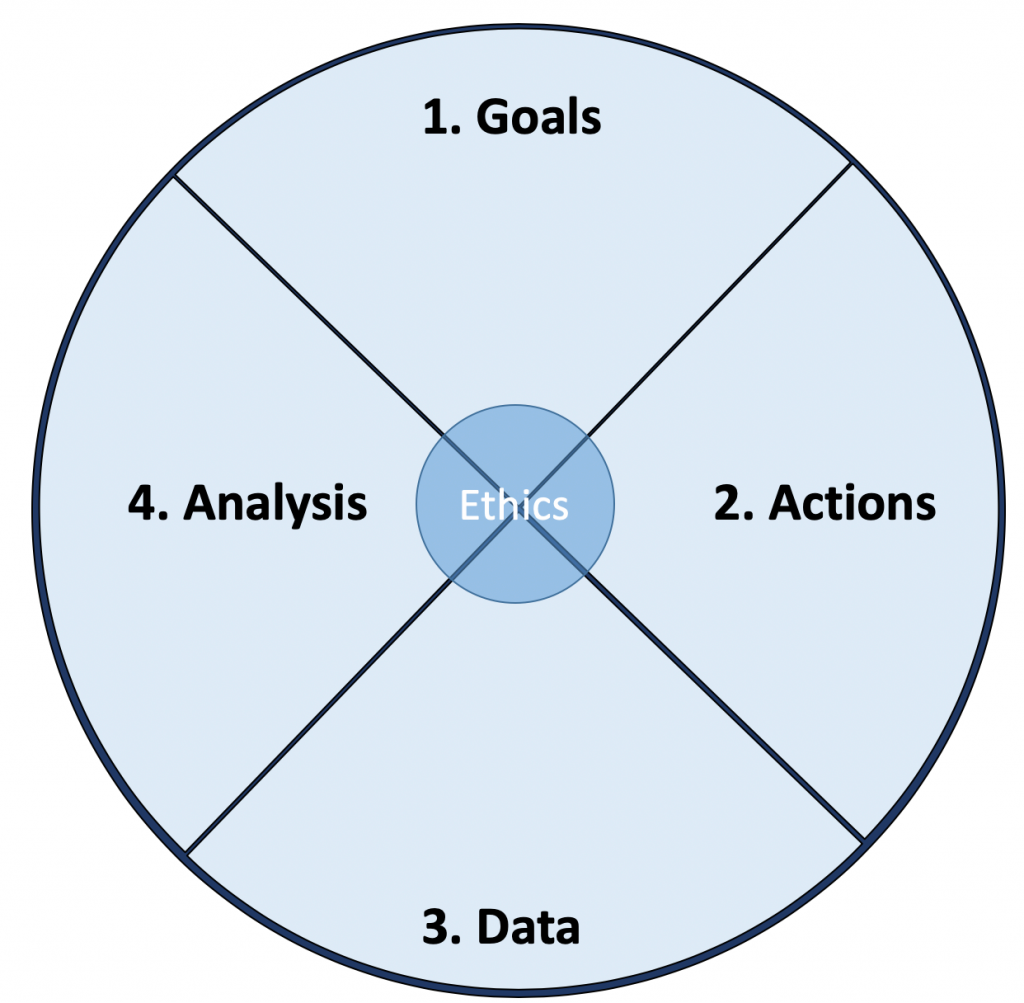 1. Goals
4. Analysis
Ethics
2. Actions
3. Data